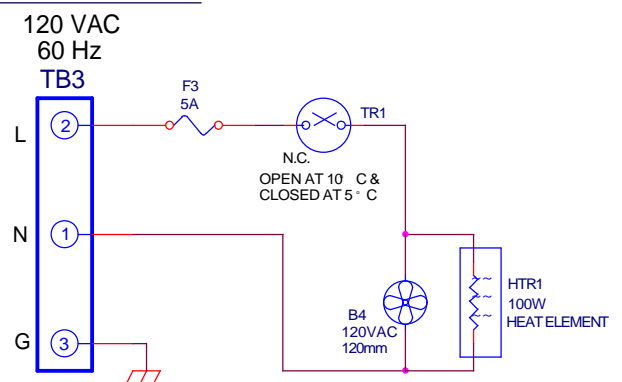 120 VAC
60 Hz
TB3
F3
5A
L
2
TR1
N.C.
OPEN AT 10° C &
CLOSED AT 5° C
N
1
B4
120VAC
120mm
HTR1
100W
HEAT ELEMENT
G
3